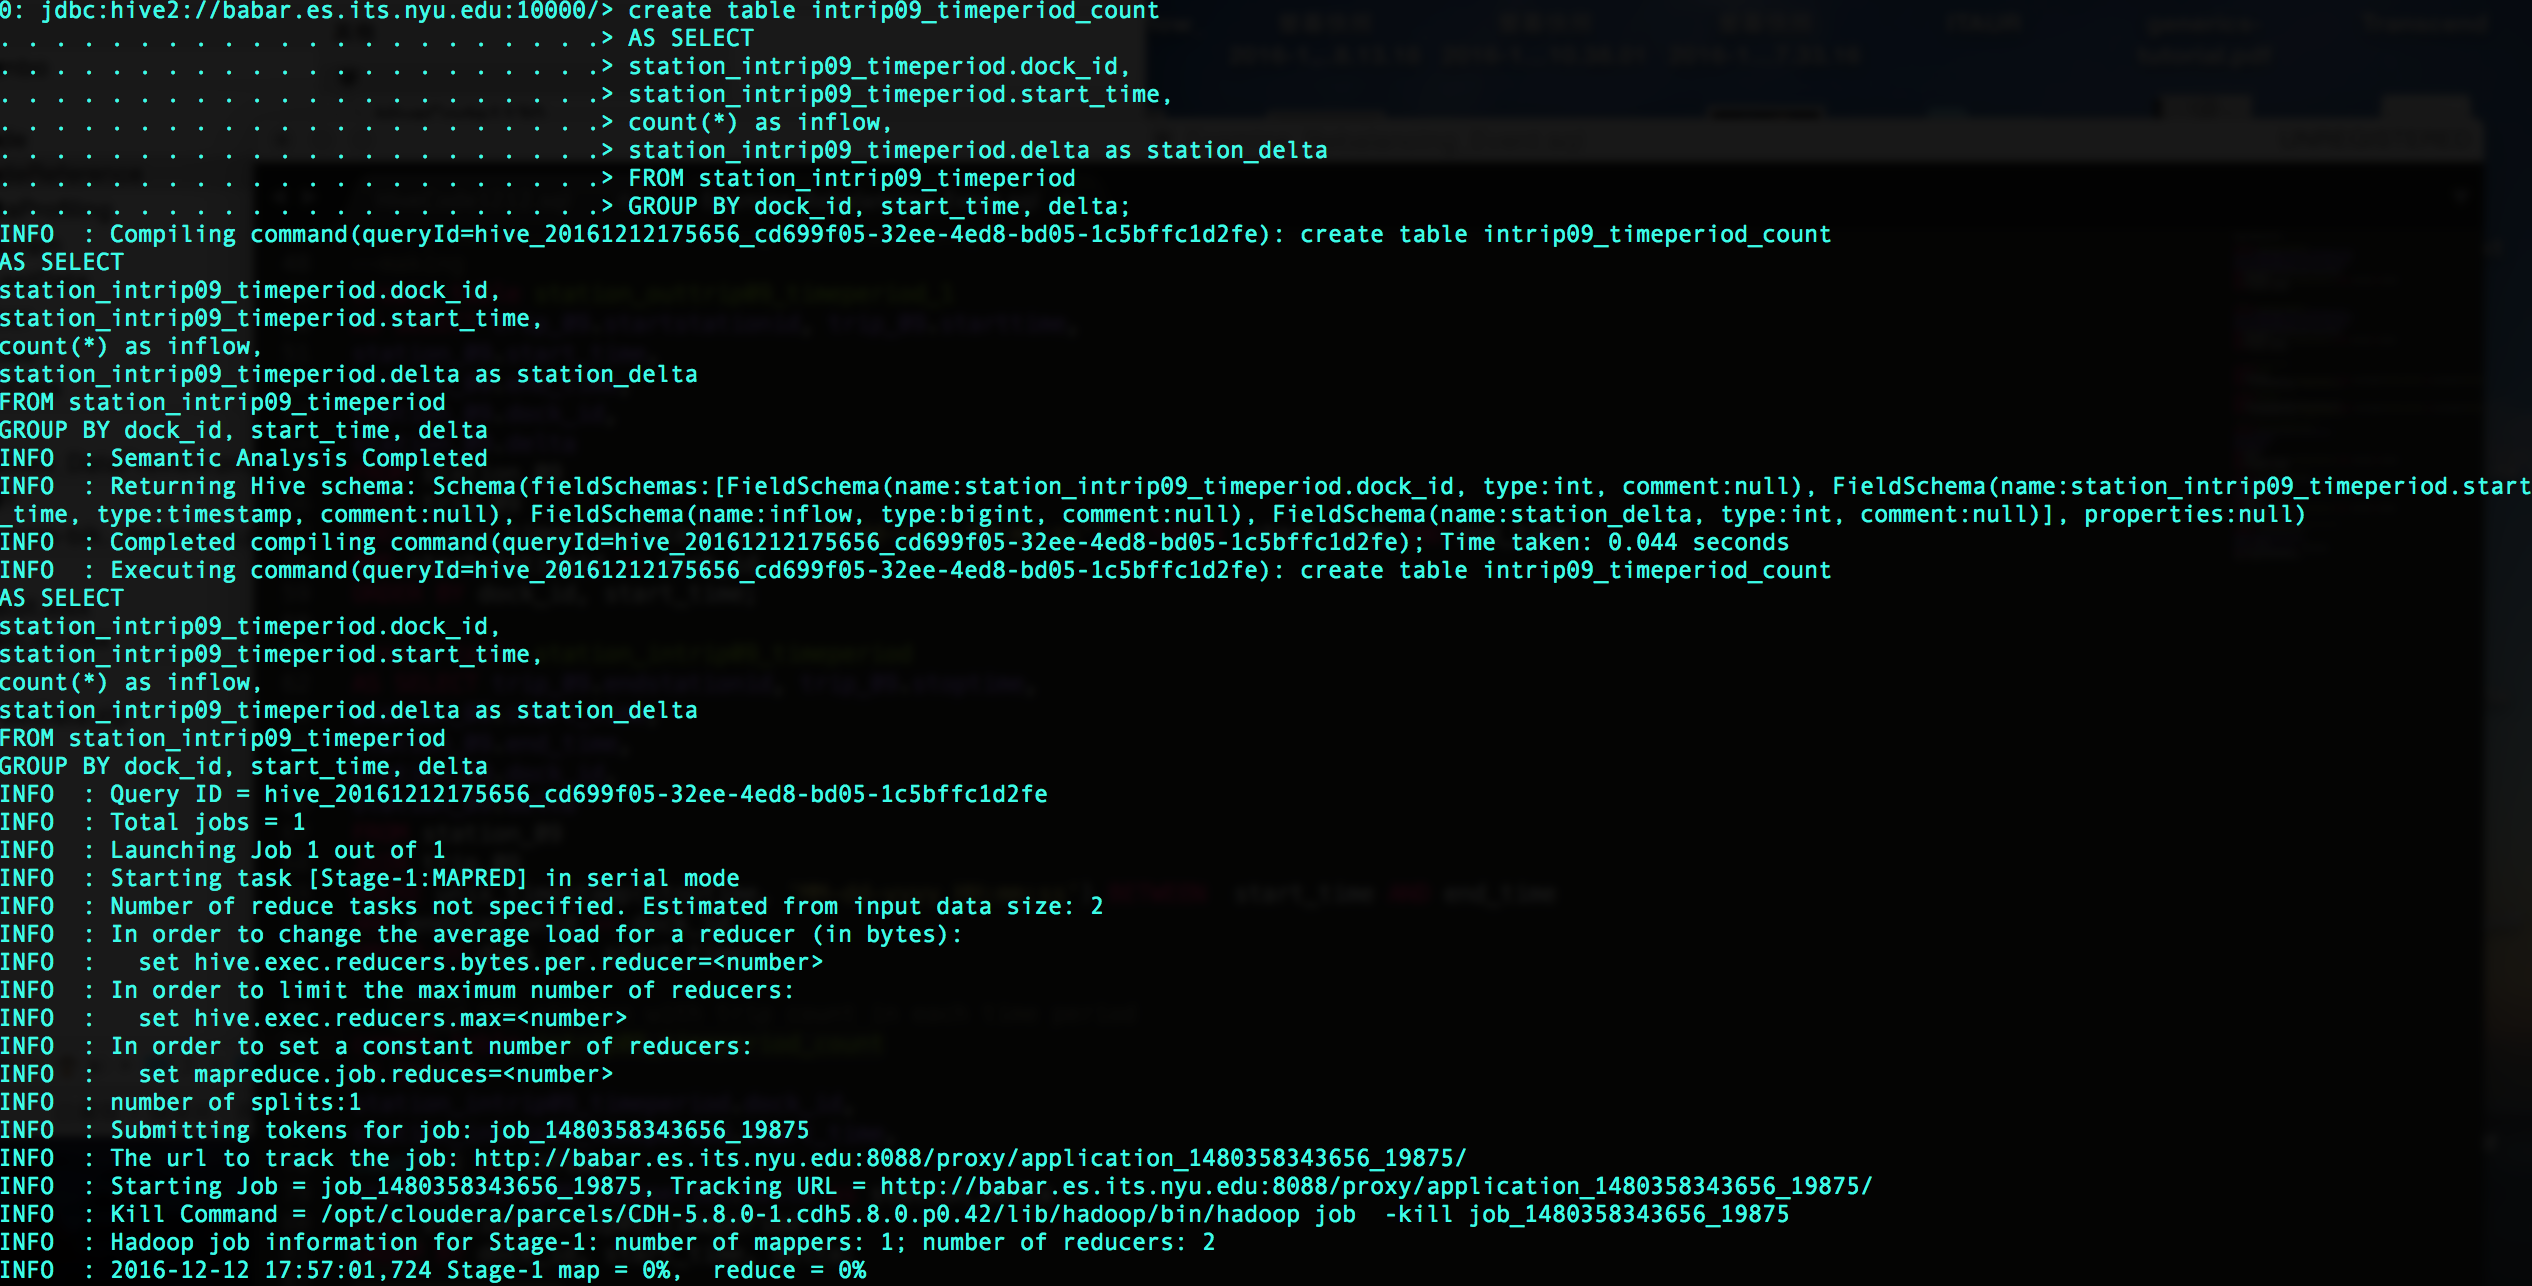 0: jdbc:hive2://babar.es.its.nyu.edu:10000/> create table intrip09_timeperiod_count
. . . . . . . . . . . . . . . . . . . . . .> AS SELECT
. . . . . . . . . . . . . . . . . . . . . .> station_intrip09_timeperiod.dock_id,
. . . . . . . . . . . . . . . . . . . . . .> station_intrip09_timeperiod.start_time,
. . . . . . . . . . . . . . . . . . . . . .> count(*) as inflow,
. . . . . . . . . . . . . . . . . . . . . .> station_intrip09_timeperiod.delta as station_delta
. . . . . . . . . . . . . . . . . . . . . .> FROM station_intrip09_timeperiod
. . . . . . . . . . . . . . . . . . . . . .> GROUP BY dock_id, start_time, delta;
INFO  : Compiling command(queryId=hive_20161212175656_cd699f05-32ee-4ed8-bd05-1c5bffc1d2fe): create table intrip09_timeperiod_count
AS SELECT
station_intrip09_timeperiod.dock_id,
station_intrip09_timeperiod.start_time,
count(*) as inflow,
station_intrip09_timeperiod.delta as station_delta
FROM station_intrip09_timeperiod
GROUP BY dock_id, start_time, delta
INFO  : Semantic Analysis Completed
INFO  : Returning Hive schema: Schema(fieldSchemas:[FieldSchema(name:station_intrip09_timeperiod.dock_id, type:int, comment:null), FieldSchema(name:station_intrip09_timeperiod.start
_time, type:timestamp, comment:null), FieldSchema(name:inflow, type:bigint, comment:null), FieldSchema(name:station_delta, type:int, comment:null)], properties:null)
INFO  : Completed compiling command(queryId=hive_20161212175656_cd699f05-32ee-4ed8-bd05-1c5bffc1d2fe); Time taken: 0.044 seconds
INFO  : Executing command(queryId=hive_20161212175656_cd699f05-32ee-4ed8-bd05-1c5bffc1d2fe): create table intrip09_timeperiod_count
AS SELECT
station_intrip09_timeperiod.dock_id,
station_intrip09_timeperiod.start_time,
count(*) as inflow,
station_intrip09_timeperiod.delta as station_delta
FROM station_intrip09_timeperiod
GROUP BY dock_id, start_time, delta
INFO  : Query ID = hive_20161212175656_cd699f05-32ee-4ed8-bd05-1c5bffc1d2fe
INFO  : Total jobs = 1
INFO  : Launching Job 1 out of 1
INFO  : Starting task [Stage-1:MAPRED] in serial mode
INFO  : Number of reduce tasks not specified. Estimated from input data size: 2
INFO  : In order to change the average load for a reducer (in bytes):
INFO  :   set hive.exec.reducers.bytes.per.reducer=<number>
INFO  : In order to limit the maximum number of reducers:
INFO  :   set hive.exec.reducers.max=<number>
INFO  : In order to set a constant number of reducers:
INFO  :   set mapreduce.job.reduces=<number>
INFO  : number of splits:1
INFO  : Submitting tokens for job: job_1480358343656_19875
INFO  : The url to track the job: http://babar.es.its.nyu.edu:8088/proxy/application_1480358343656_19875/
INFO  : Starting Job = job_1480358343656_19875, Tracking URL = http://babar.es.its.nyu.edu:8088/proxy/application_1480358343656_19875/
INFO  : Kill Command = /opt/cloudera/parcels/CDH-5.8.0-1.cdh5.8.0.p0.42/lib/hadoop/bin/hadoop job  -kill job_1480358343656_19875
INFO  : Hadoop job information for Stage-1: number of mappers: 1; number of reducers: 2
INFO  : 2016-12-12 17:57:01,724 Stage-1 map = 0%,  reduce = 0%